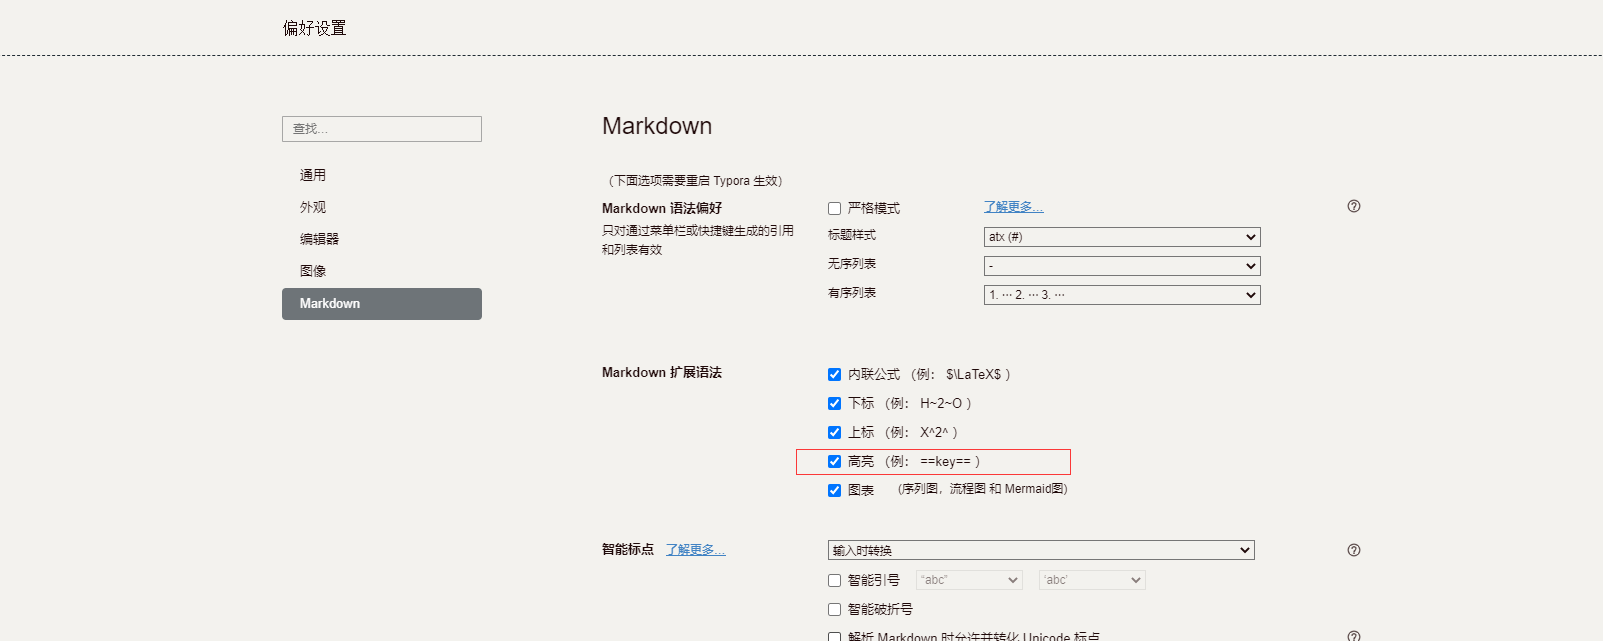 偏好设置
查找...
通用
外观
编辑器
图像
Markdown
Markdown
（下面选项需要重启 Typora 生效）
Markdown 语法偏好
只对通过菜单栏或快捷键生成的引用
和列表有效
严格模式 了解更多...
标题样式 atx (#)
无序列表 -
有序列表 1. ··· 2. ··· 3. ···
Markdown 扩展语法
内联公式 （例： $\LaTeX$ ）
下标 （例： H~2~O ）
上标 （例： X^2^ ）
高亮 （例： ==key== ）
图表 （序列图，流程图 和 Mermaid图)
智能标点 了解更多... 输入时转换
智能引号 “abc” ‘abc’
智能破折号
解析 Markdown 时允许并转化 Unicode 标点